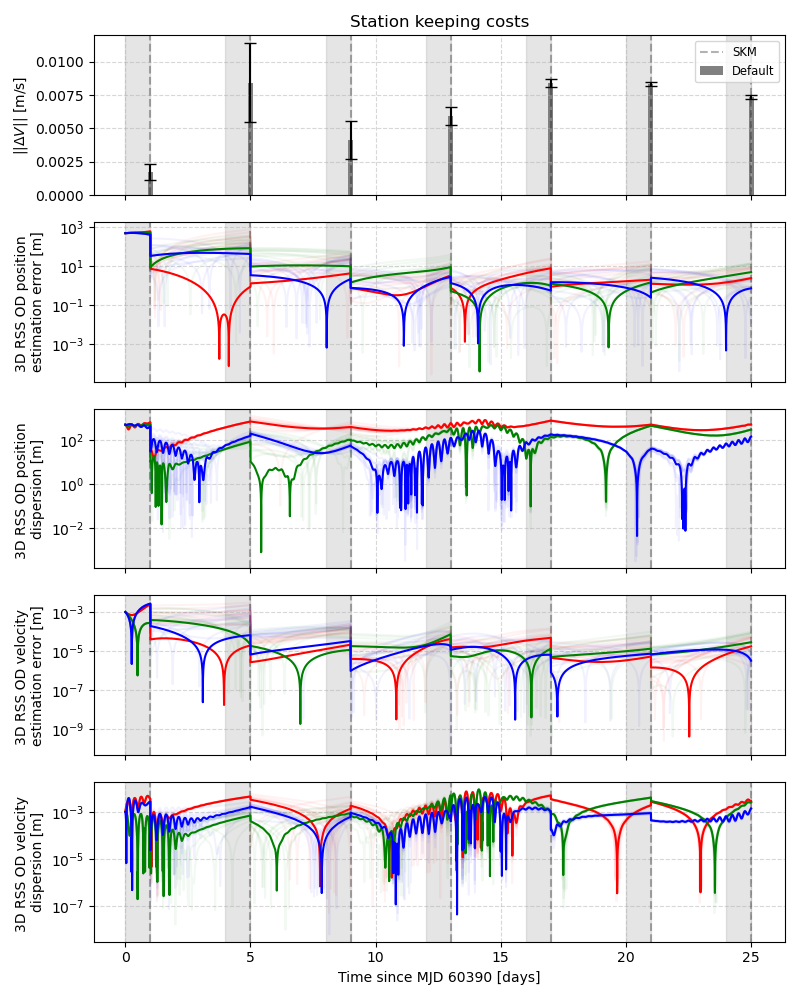 Station keeping costs
||ΔV|| [m/s]
0.0100
0.0075
0.0050
0.0025
0.0000
SKM
Default
3D RSS OD position
estimation error [m]
10³
10¹
10⁻¹
10⁻³
3D RSS OD position
dispersion [m]
10²
10⁰
10⁻²
3D RSS OD velocity
estimation error [m]
10⁻³
10⁻⁵
10⁻⁷
10⁻⁹
3D RSS OD velocity
dispersion [m]
10⁻³
10⁻⁵
10⁻⁷
0 5 10 15 20 25
Time since MJD 60390 [days]